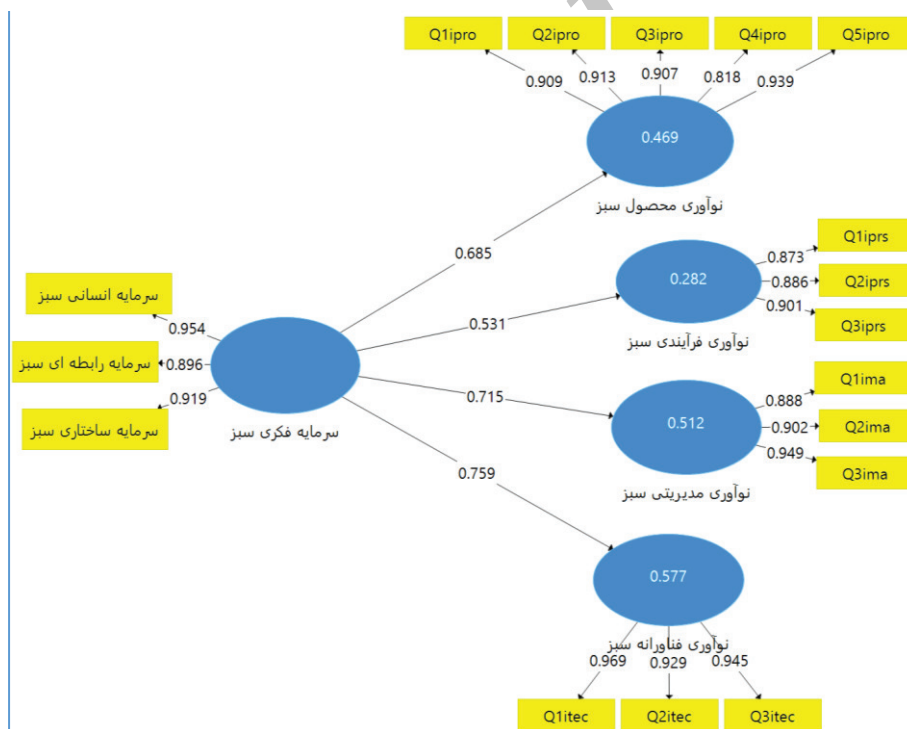 Q1ipro
Q2ipro
Q3ipro
Q4ipro
Q5ipro
0.909
0.913
0.907
0.818
0.939
0.469
نوآوری محصول سبز
0.685
Q1iprs
0.873
0.282
0.886
Q2iprs
0.901
Q3iprs
نوآوری فرآیندی سبز
0.531
سرمایه انسانی سبز
0.954
سرمایه رابطه ای سبز
0.896
0.919
سرمایه ساختاری سبز
سرمایه فکری سبز
0.715
Q1ima
0.888
0.512
0.902
Q2ima
0.949
Q3ima
نوآوری مدیریتی سبز
0.759
0.577
نوآوری فناورانه سبز
0.969
0.929
0.945
Q1itec
Q2itec
Q3itec